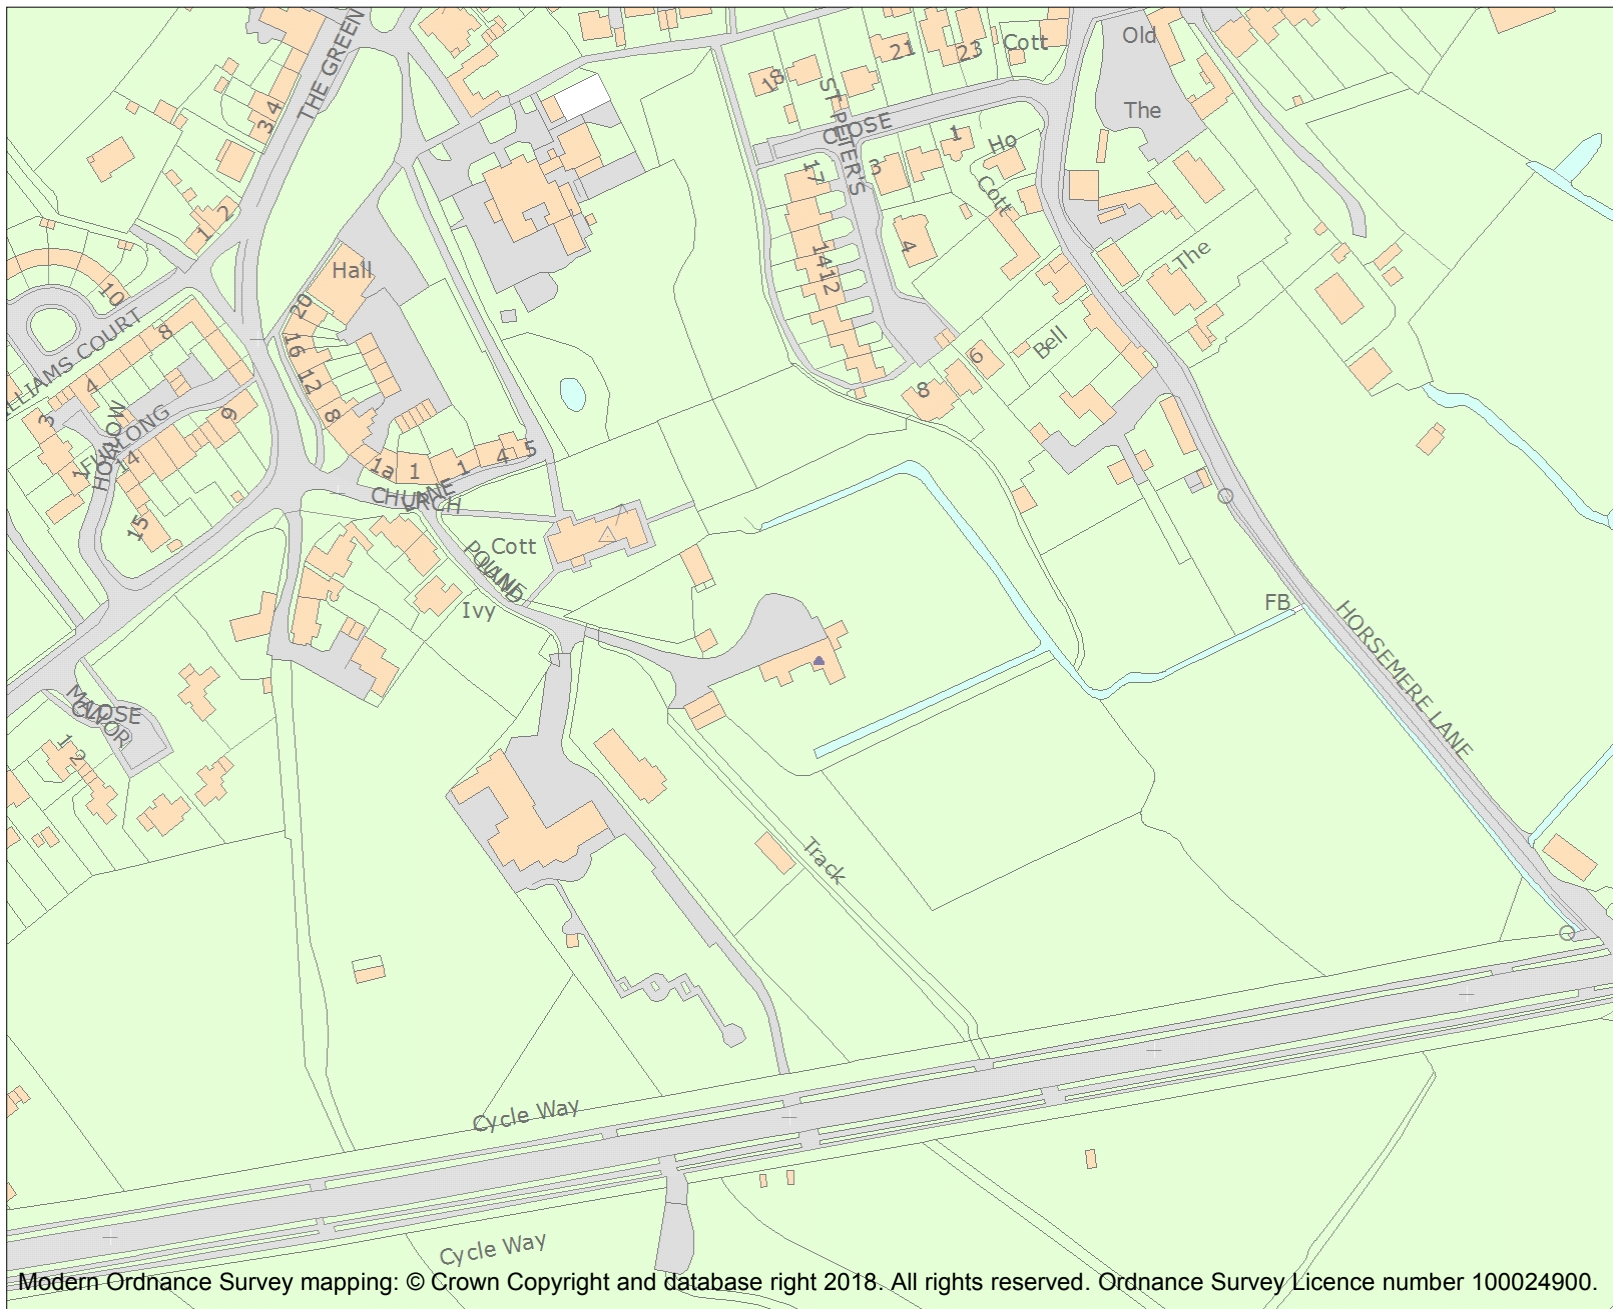 THE GREEN
3 4
1 2
10
Hall
20
16
12
8
1a
1
1
4 5
CHURCH
LANE
WILLIAMS COURT
3
4
8
9
HOLLOW
FURLONG
1
14
15
POUND
LANE
Cott
Ivy
MANOR
CLOSE
1 2
18
21
23
Cott
ST PETER'S
CLOSE
17
14
12
3
1
4
6
8
Ho
Cott
Bell
Old
The
The
FB
HORSEMERE LANE
Track
Cycle Way
Cycle Way
Modern Ordnance Survey mapping: © Crown Copyright and database right 2018. All rights reserved. Ordnance Survey Licence number 100024900.